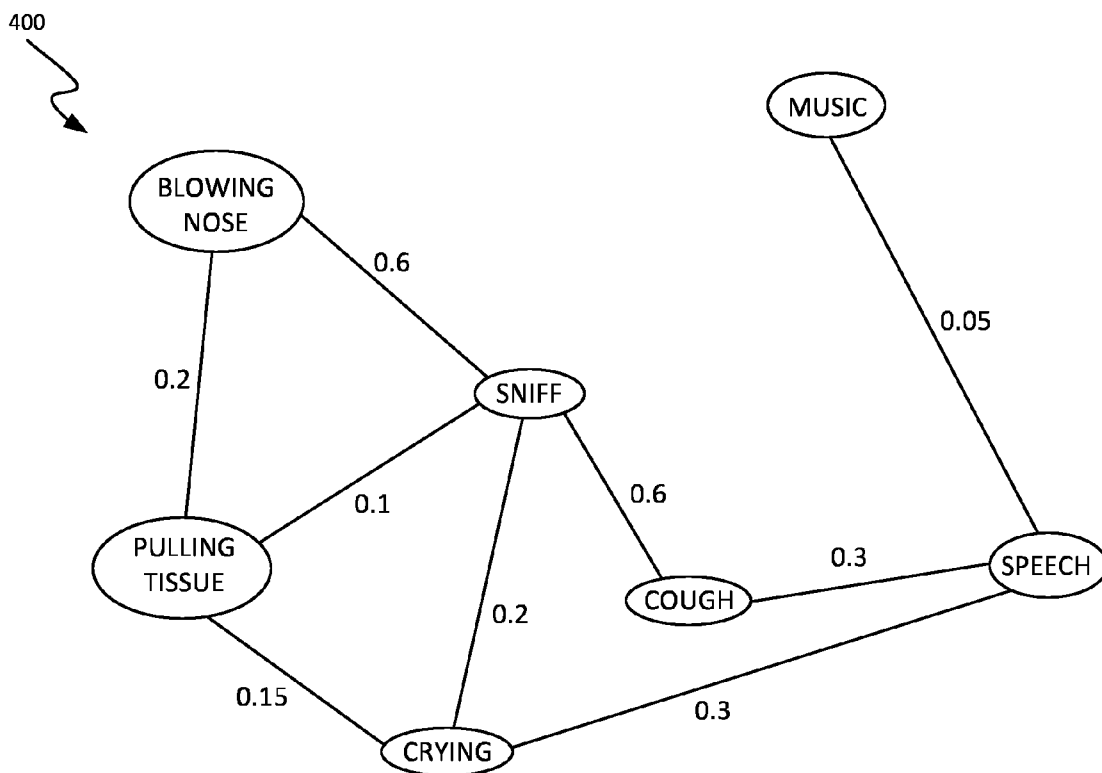 400
MUSIC
BLOWING
NOSE
0.6
0.05
0.2
SNIFF
0.1
0.6
PULLING
TISSUE
0.3
SPEECH
COUGH
0.2
0.15
0.3
CRYING